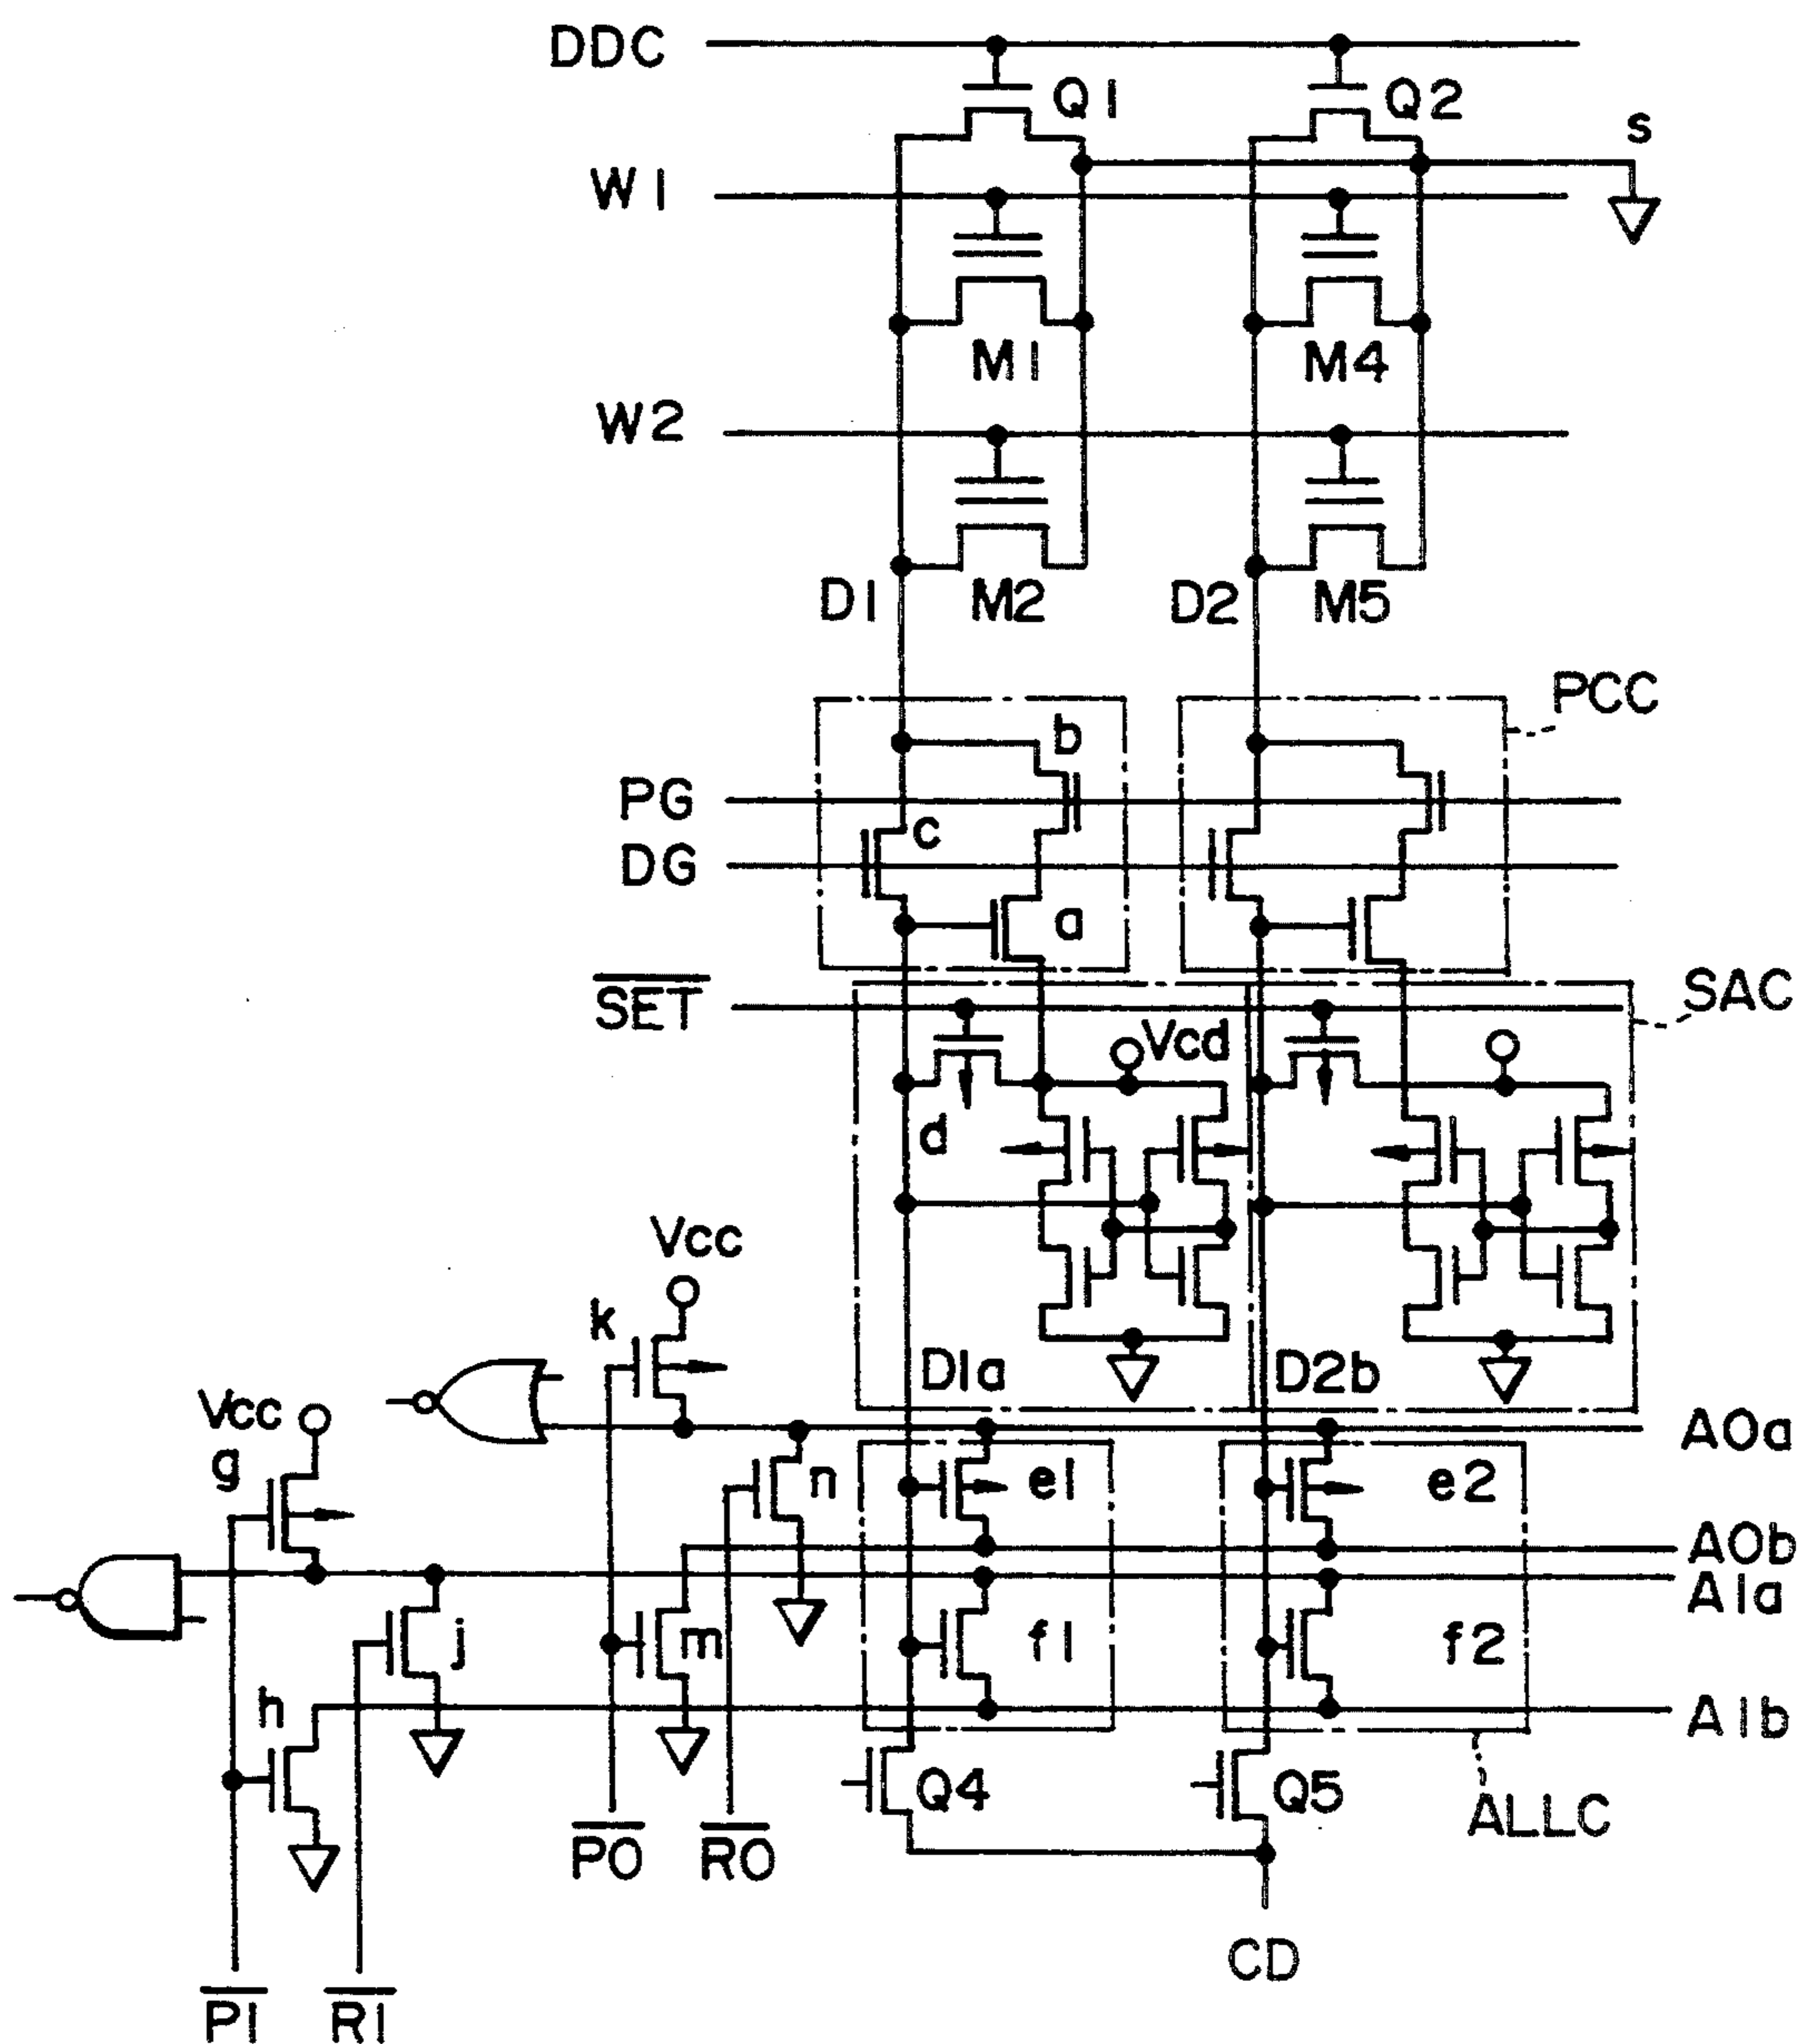 DDC
Q1
Q2
s
W1
M1
M4
W2
D1
M2
D2
M5
PCC
b
PG
c
DG
a
SET
SAC
Vcd
d
Vcc
k
D1a
D2b
Vcc
A0a
g
n
e1
e2
A0b
A1a
j
m
f1
f2
h
A1b
Q4
Q5
ALLC
P0
R0
CD
P1
R1